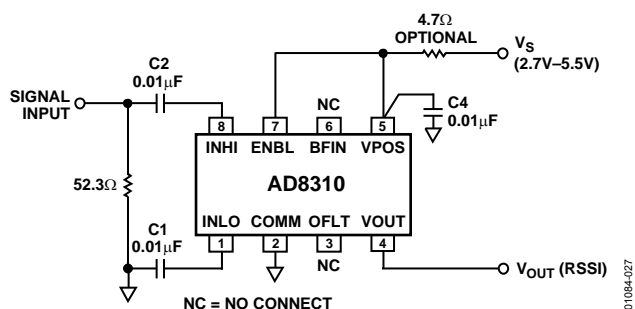 4.7Ω
OPTIONAL
VS
(2.7V–5.5V)
C2
0.01μF
SIGNAL
INPUT
NC
C4
0.01μF
8
7
6
5
INHI
ENBL
BFIN
VPOS
52.3Ω
AD8310
C1
0.01μF
INLO
COMM
OFLT
VOUT
1
2
3
4
NC
VOUT (RSSI)
NC = NO CONNECT
01084-027